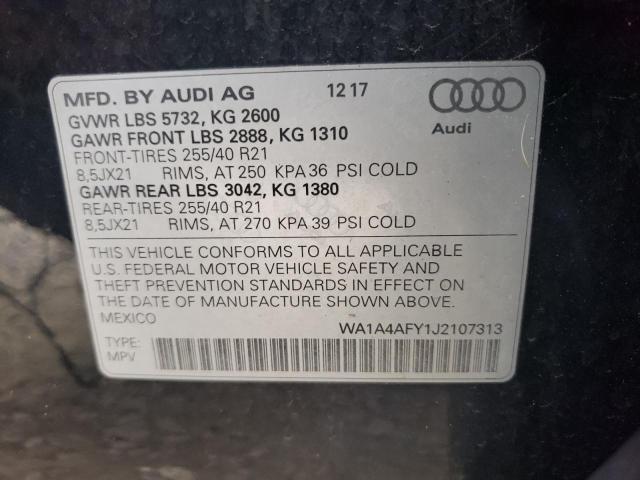 MFD. BY AUDI AG 12 17
GVWR LBS 5732, KG 2600
GAWR FRONT LBS 2888, KG 1310
FRONT-TIRES 255/40 R21
8,5JX21 RIMS, AT 250 KPA 36 PSI COLD
GAWR REAR LBS 3042, KG 1380
REAR-TIRES 255/40 R21
8,5JX21 RIMS, AT 270 KPA 39 PSI COLD
Audi
THIS VEHICLE CONFORMS TO ALL APPLICABLE
U.S. FEDERAL MOTOR VEHICLE SAFETY AND
THEFT PREVENTION STANDARDS IN EFFECT ON
THE DATE OF MANUFACTURE SHOWN ABOVE.
MEXICO
WA1A4AFY1J2107313
TYPE:
MPV